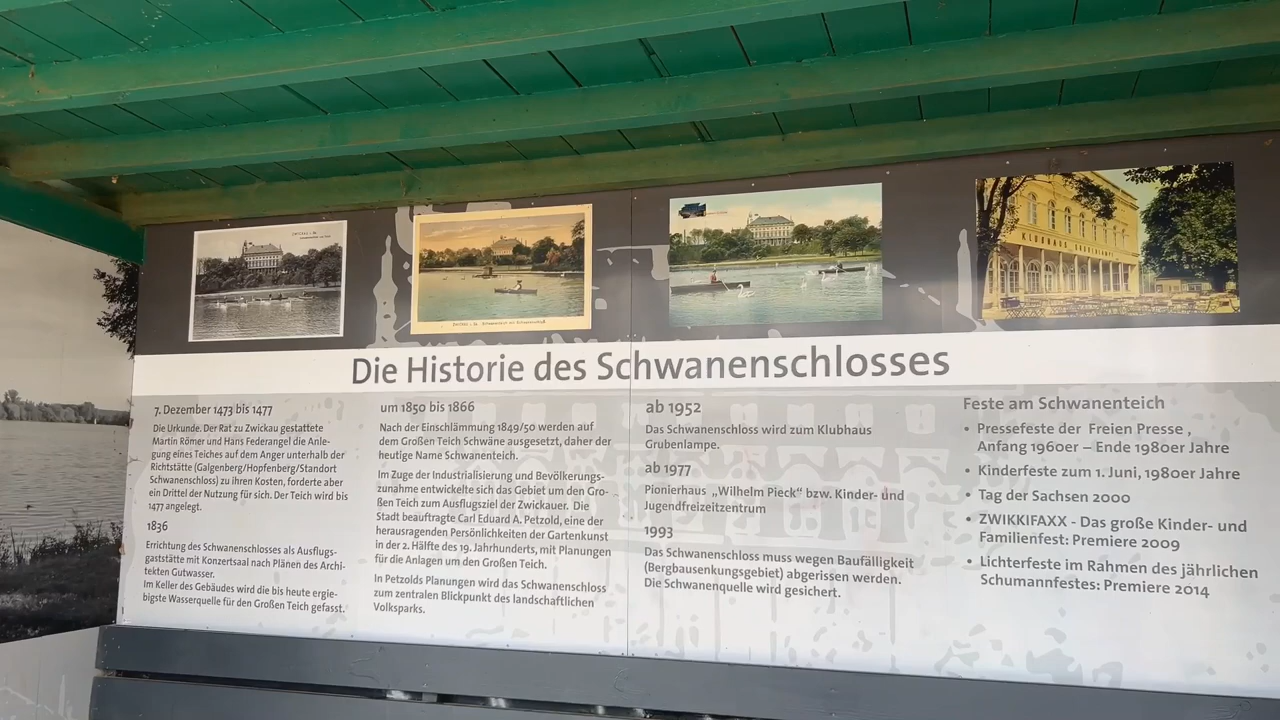 ZWICKAU i. Sa.
KLUBHAUS GRUBENLAMPE
Die Historie des Schwanenschlosses
7. Dezember 1473 bis 1477
Die Urkunde. Der Rat zu Zwickau gestattete
Martin Römer und Hans Federangel die Anle-
gung eines Teiches auf dem Anger unterhalb der
Richtstätte (Galgenberg/Hopfenberg/Standort
Schwanenschloss) zu ihren Kosten, forderte aber
ein Drittel der Nutzung für sich. Der Teich wird bis
1477 angelegt.
1836
Errichtung des Schwanenschlosses als Ausflugs-
gaststätte mit Konzertsaal nach Plänen des Archi-
tekten Gutwasser.
Im Keller des Gebäudes wird die bis heute ergie-
bigste Wasserquelle für den Großen Teich gefasst.
um 1850 bis 1866
Nach der Einschlämmung 1849/50 werden auf
dem Großen Teich Schwäne ausgesetzt, daher der
heutige Name Schwanenteich.
Im Zuge der Industrialisierung und Bevölkerungs-
zunahme entwickelte sich das Gebiet um den Gro-
ßen Teich zum Ausflugsziel der Zwickauer. Die
Stadt beauftragte Carl Eduard A. Petzold, eine der
herausragenden Persönlichkeiten der Gartenkunst
in der 2. Hälfte des 19. Jahrhunderts, mit Planungen
für die Anlagen um den Großen Teich.
In Petzolds Planungen wird das Schwanenschloss
zum zentralen Blickpunkt des landschaftlichen
Volksparks.
ab 1952
Das Schwanenschloss wird zum Klubhaus
Grubenlampe.
ab 1977
Pionierhaus „Wilhelm Pieck“ bzw. Kinder- und
Jugendfreizeitzentrum
1993
Das Schwanenschloss muss wegen Baufälligkeit
(Bergbausenkungsgebiet) abgerissen werden.
Die Schwanenquelle wird gesichert.
Feste am Schwanenteich
• Pressefeste der Freien Presse ,
Anfang 1960er – Ende 1980er Jahre
• Kinderfeste zum 1. Juni, 1980er Jahre
• Tag der Sachsen 2000
• ZWIKKIFAXX - Das große Kinder- und
Familienfest: Premiere 2009
• Lichterfeste im Rahmen des jährlichen
Schumannfestes: Premiere 2014